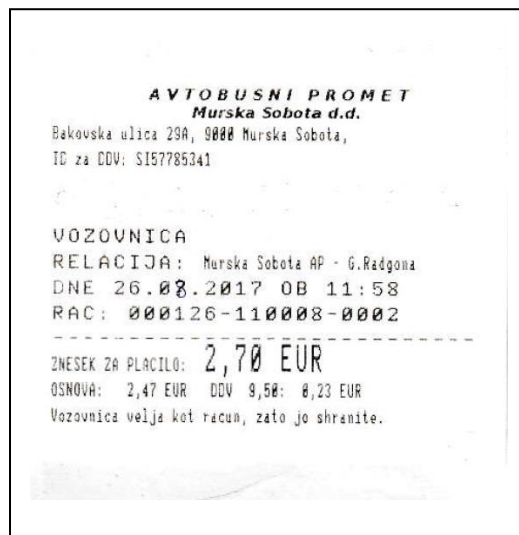 AVTOBUSNI PROMET
Murska Sobota d.d.
Bakovska ulica 29A, 9000 Murska Sobota,
ID za DDV: SI57785341
VOZOVNICA
RELACIJA: Murska Sobota AP - G.Radgona
DNE 26.08.2017 OB 11:58
RAC: 000126-110008-0002
ZNESEK ZA PLACILO: 2,70 EUR
OSNOVA: 2,47 EUR DDV 9,50: 0,23 EUR
Vozovnica velja kot racun, zato jo shranite.